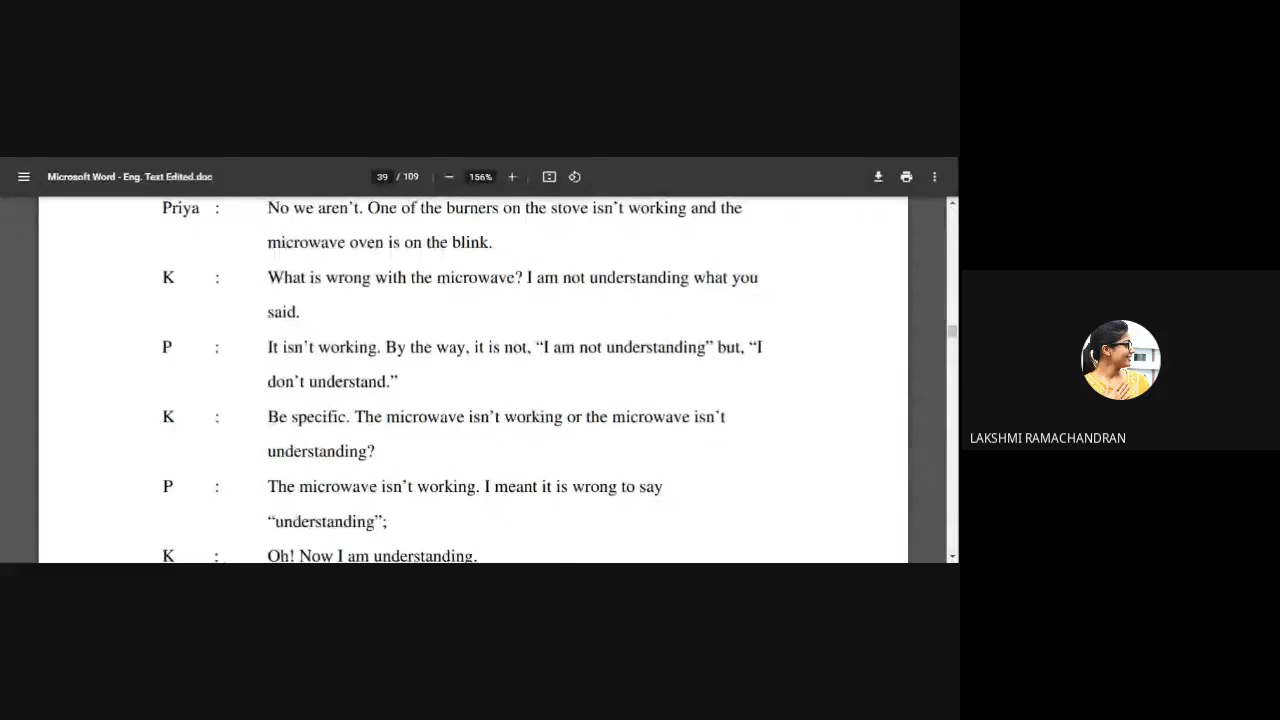 Microsoft Word - Eng. Text Edited.doc 39 / 109 156%
Priya : No we aren't. One of the burners on the stove isn't working and the
microwave oven is on the blink.
K : What is wrong with the microwave? I am not understanding what you
said.
P : It isn't working. By the way, it is not, “I am not understanding” but, “I
don't understand.”
K : Be specific. The microwave isn't working or the microwave isn't
understanding?
P : The microwave isn't working. I meant it is wrong to say
“understanding”;
K : Oh! Now I am understanding.
LAKSHMI RAMACHANDRAN